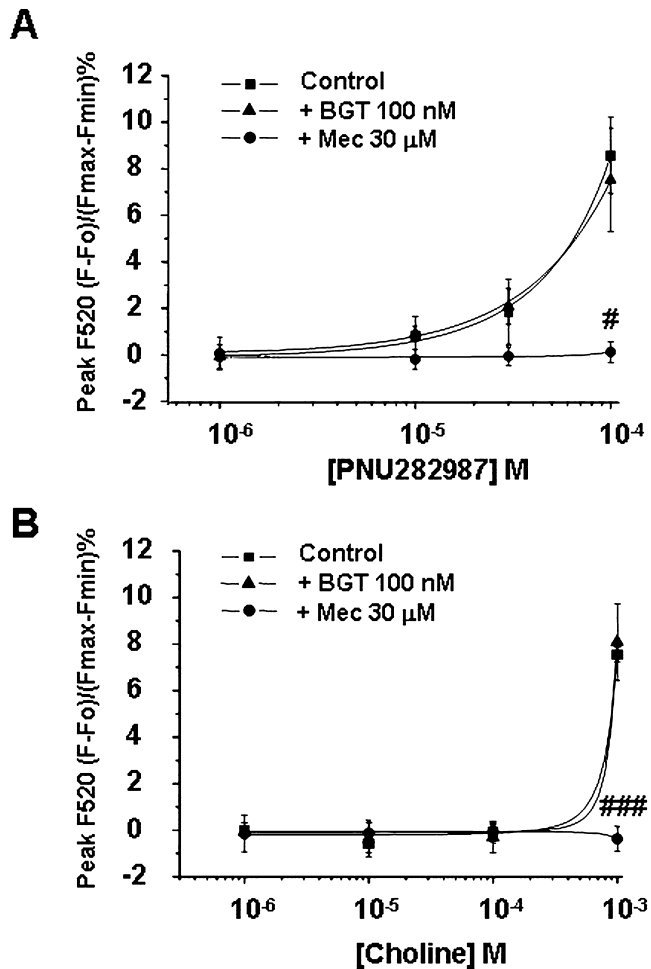 A
Peak F520 (F-Fo)/(Fmax-Fmin)%
12
10
8
6
4
2
0
-2
Control
+ BGT 100 nM
+ Mec 30 μM
#
10⁻⁶
10⁻⁵
10⁻⁴
[PNU282987] M
B
Peak F520 (F-Fo)/(Fmax-Fmin)%
12
10
8
6
4
2
0
-2
Control
+ BGT 100 nM
+ Mec 30 μM
###
10⁻⁶
10⁻⁵
10⁻⁴
10⁻³
[Choline] M